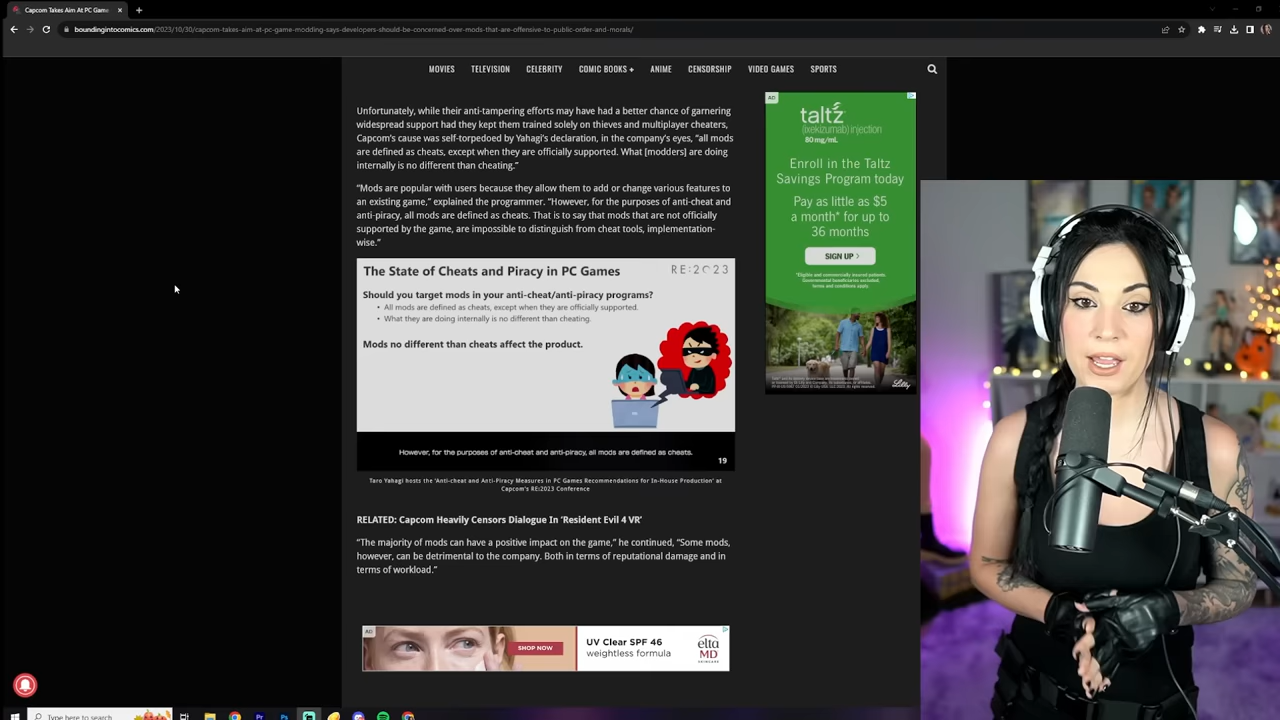 Capcom Takes Aim At PC Game
boundingintocomics.com/2023/10/30/capcom-takes-aim-at-pc-game-modding-says-developers-should-be-concerned-over-mods-that-are-offensive-to-public-order-and-morals/
MOVIES TELEVISION CELEBRITY COMIC BOOKS + ANIME CENSORSHIP VIDEO GAMES SPORTS
Unfortunately, while their anti-tampering efforts may have had a better chance of garnering
widespread support had they kept them trained solely on thieves and multiplayer cheaters,
Capcom’s cause was self-torpedoed by Yahagi’s declaration, in the company’s eyes, “all mods
are defined as cheats, except when they are officially supported. What [modders] are doing
internally is no different than cheating.”
“Mods are popular with users because they allow them to add or change various features to
an existing game,” explained the programmer. “However, for the purposes of anti-cheat and
anti-piracy, all mods are defined as cheats. That is to say that mods that are not officially
supported by the game, are impossible to distinguish from cheat tools, implementation-
wise.”
The State of Cheats and Piracy in PC Games
RE:2023
Should you target mods in your anti-cheat/anti-piracy programs?
• All mods are defined as cheats, except when they are officially supported.
• What they are doing internally is no different than cheating.
Mods no different than cheats affect the product.
However, for the purposes of anti-cheat and anti-piracy, all mods are defined as cheats.
19
Taro Yahagi hosts the ‘Anti-cheat and Anti-Piracy Measures in PC Games Recommendations for In-House Production’ at
Capcom’s RE:2023 Conference
RELATED: Capcom Heavily Censors Dialogue In ‘Resident Evil 4 VR’
“The majority of mods can have a positive impact on the game,” he continued, “Some mods,
however, can be detrimental to the company. Both in terms of reputational damage and in
terms of workload.”
AD
UV Clear SPF 46
weightless formula
SHOP NOW
elta
MD
SKINCARE
AD
taltz
(ixekizumab) injection
80 mg/mL
Enroll in the Taltz
Savings Program today
Pay as little as $5
a month* for up to
36 months
SIGN UP
Lilly
Type here to search